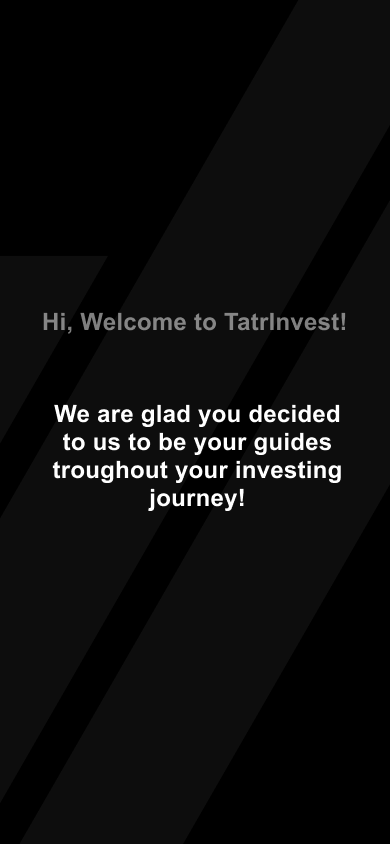 Hi, Welcome to TatrInvest!
We are glad you decided
to us to be your guides
troughout your investing
journey!